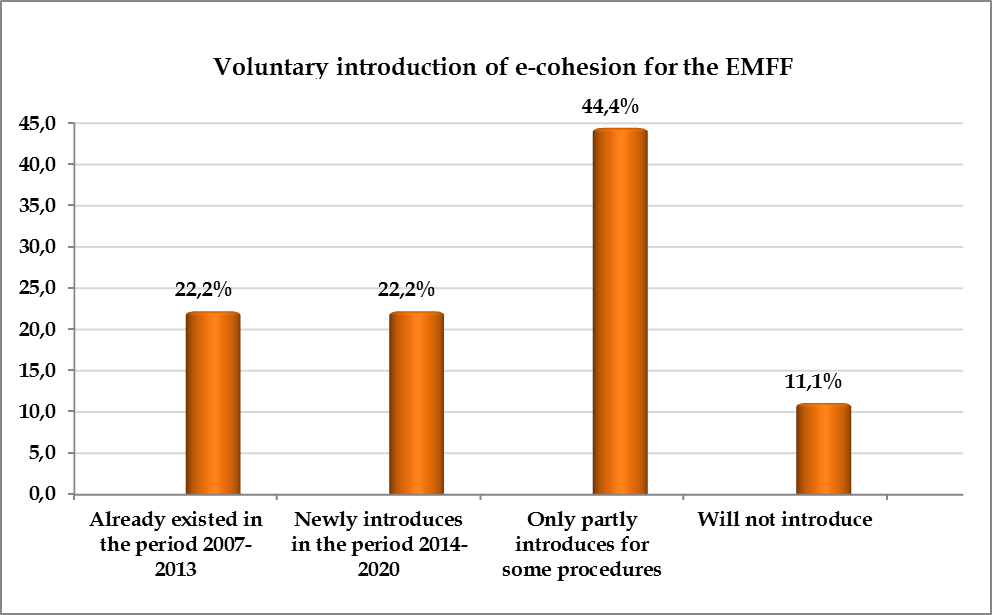 Voluntary introduction of e-cohesion for the EMFF
45,0
40,0
35,0
30,0
25,0
20,0
15,0
10,0
5,0
0,0
22,2%
22,2%
44,4%
11,1%
Already existed in
the period 2007-
2013
Newly introduces
in the period 2014-
2020
Only partly
introduces for
some procedures
Will not introduce